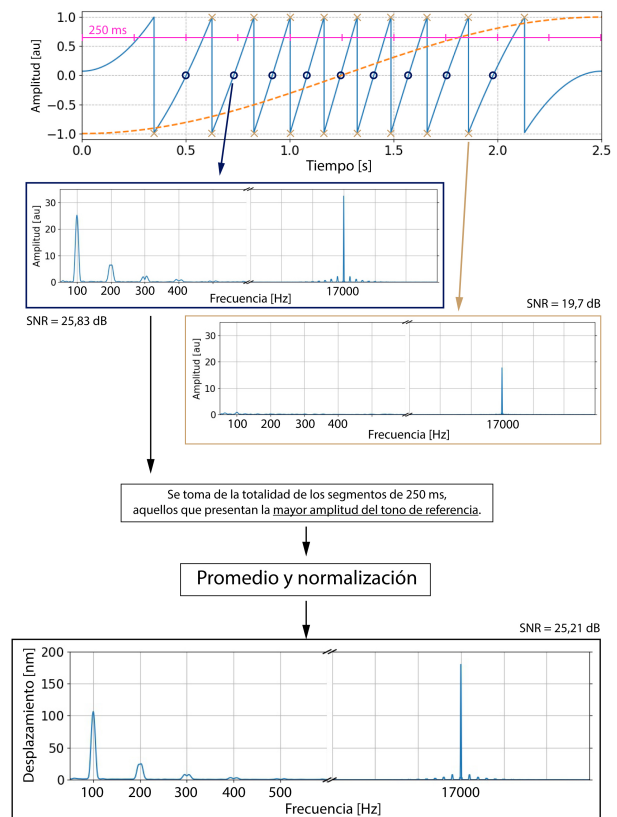 1.0
0.5
0.0
−0.5
−1.0
Amplitud [au]
250 ms
0.0 0.5 1.0 1.5 2.0 2.5
Tiempo [s]
30
20
10
0
Amplitud [au]
100 200 300 400 17000
Frecuencia [Hz]
SNR = 25,83 dB
SNR = 19,7 dB
30
20
10
0
Amplitud [au]
100 200 300 400 17000
Frecuencia [Hz]
Se toma de la totalidad de los segmentos de 250 ms,
aquellos que presentan la mayor amplitud del tono de referencia.
Promedio y normalización
SNR = 25,21 dB
200
150
100
50
0
Desplazamiento [nm]
100 200 300 400 500 17000
Frecuencia [Hz]